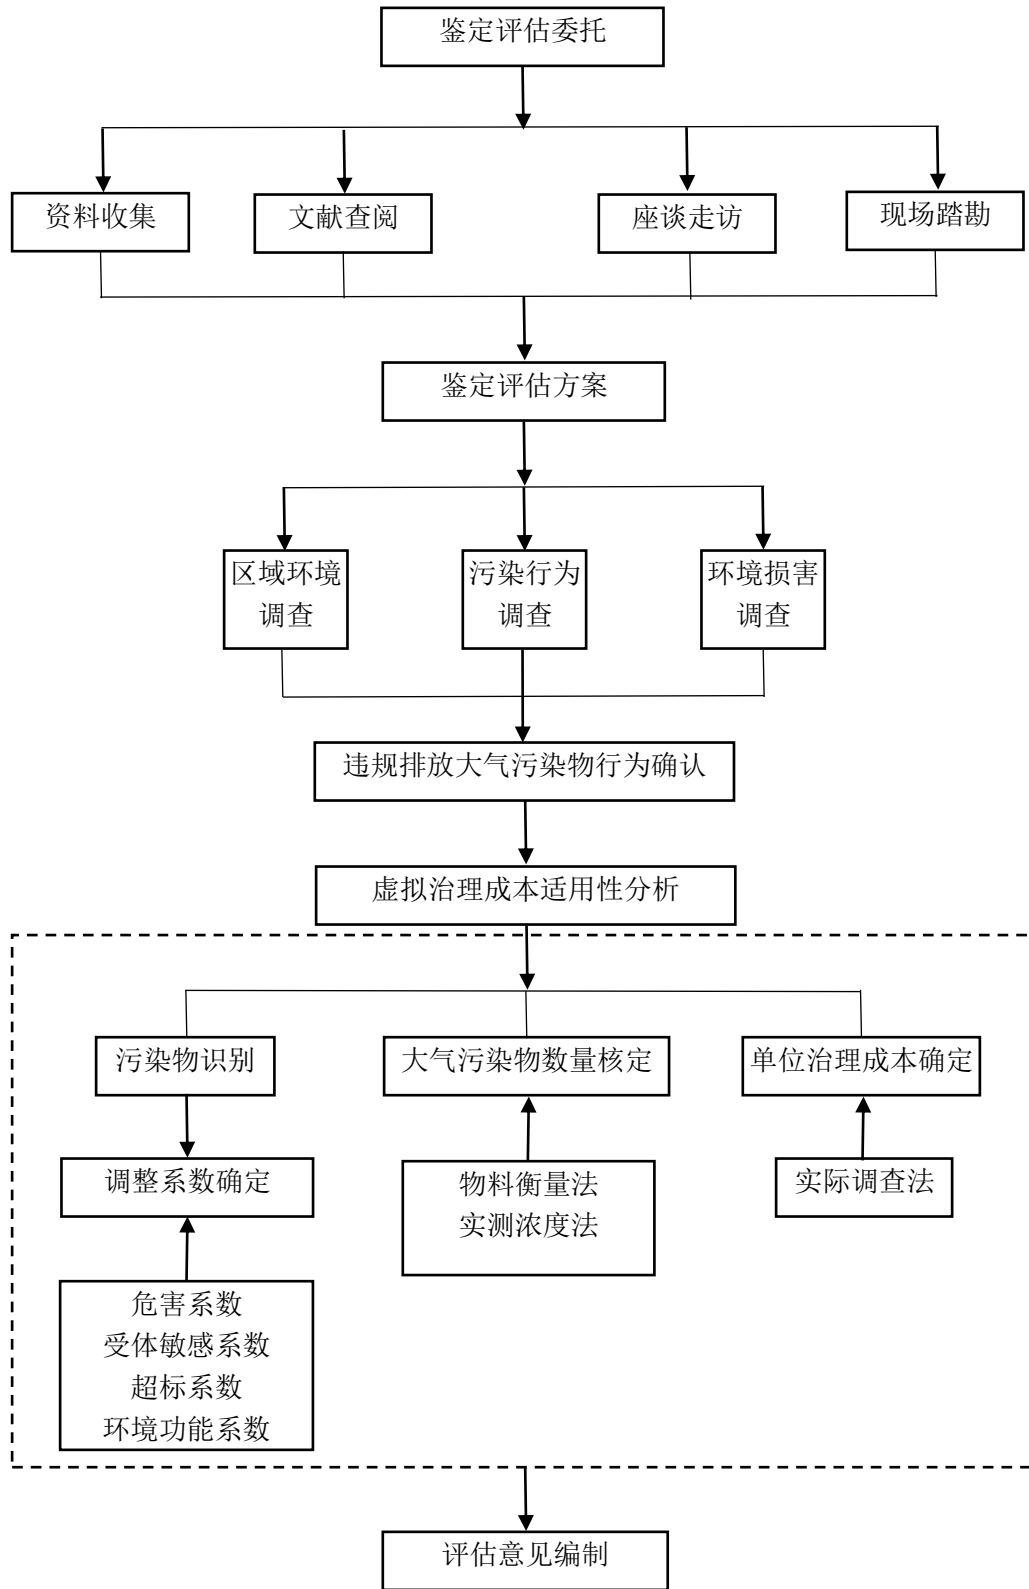 鉴定评估委托
资料收集
文献查阅
座谈走访
现场踏勘
鉴定评估方案
区域环境
调查
污染行为
调查
环境损害
调查
违规排放大气污染物行为确认
虚拟治理成本适用性分析
污染物识别
大气污染物数量核定
单位治理成本确定
调整系数确定
物料衡量法
实测浓度法
实际调查法
危害系数
受体敏感系数
超标系数
环境功能系数
评估意见编制